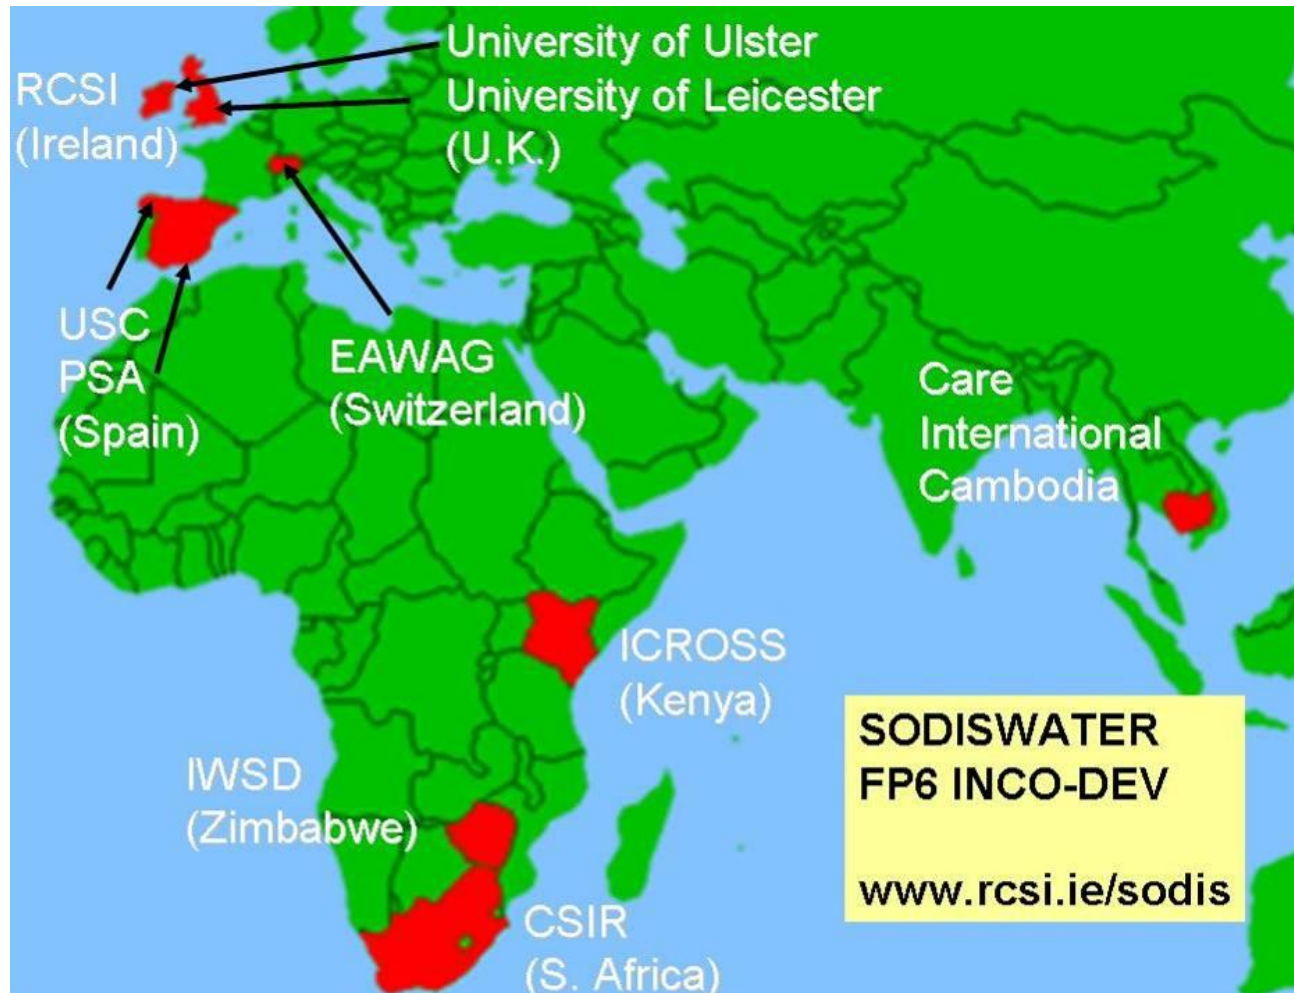 University of Ulster
University of Leicester
(U.K.)
RCSI
(Ireland)
USC
PSA
(Spain)
EAWAG
(Switzerland)
Care
International
Cambodia
ICROSS
(Kenya)
IWSD
(Zimbabwe)
CSIR
(S. Africa)
SODISWATER
FP6 INCO-DEV
www.rcsi.ie/sodis